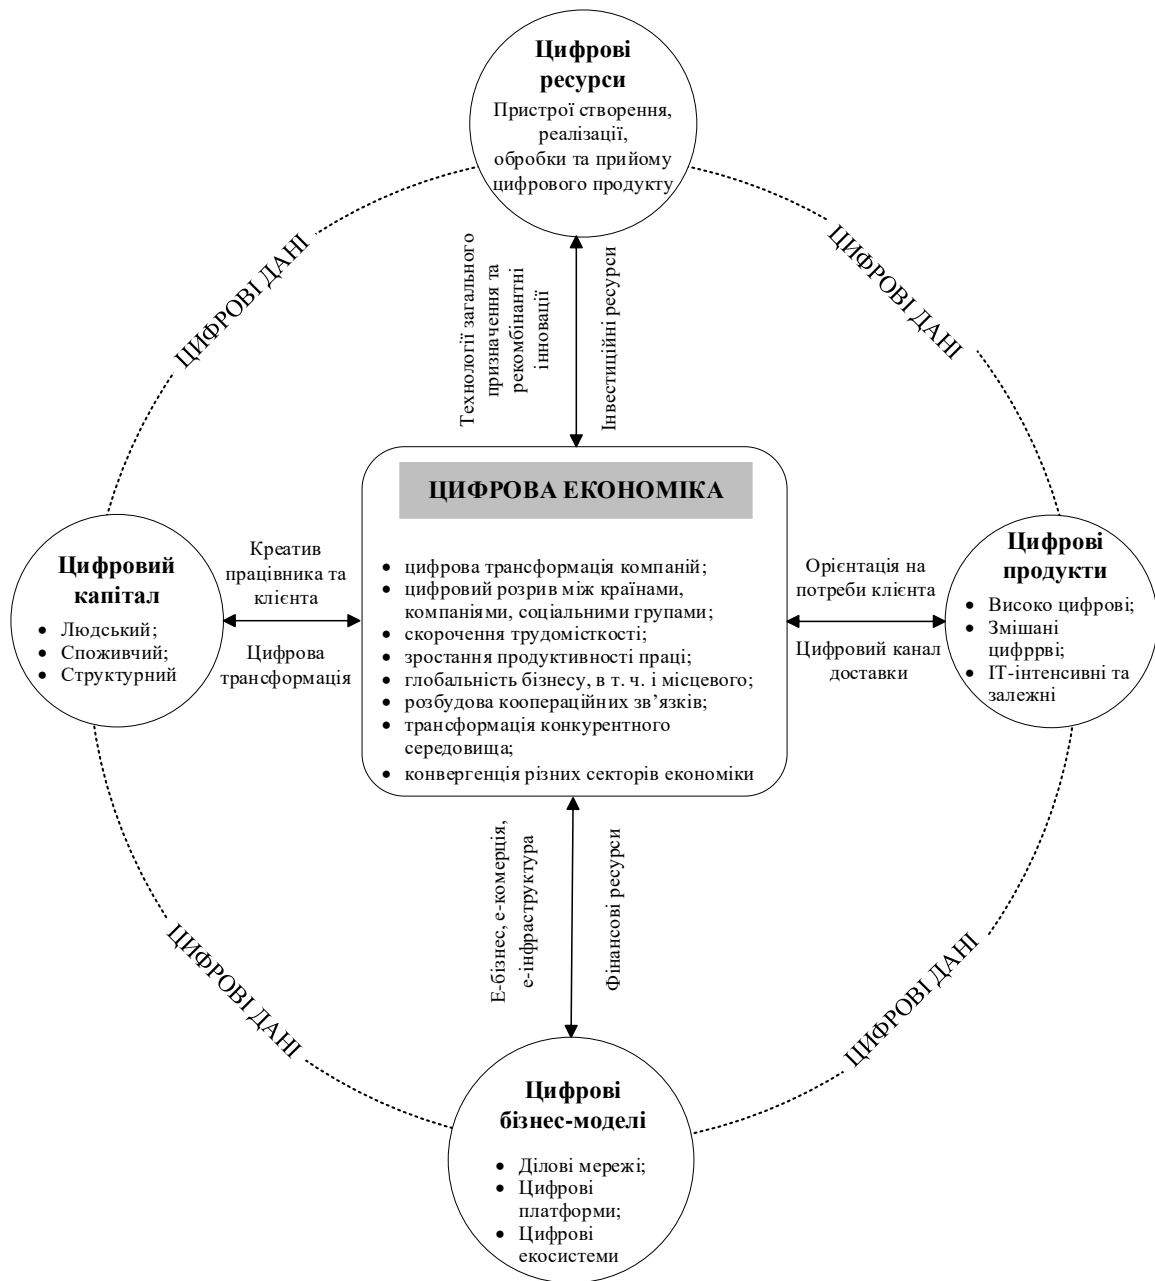 Цифрові
ресурси
Пристрої створення,
реалізації,
обробки та прийому
цифрового продукту
ЦИФРОВІ ДАНІ
ЦИФРОВІ ДАНІ
Технології загального
призначення та
рекомбінантні
інновації
Інвестиційні ресурси
ЦИФРОВА ЕКОНОМІКА
• цифрова трансформація компаній;
• цифровий розрив між країнами,
компаніями, соціальними групами;
• скорочення трудомісткості;
• зростання продуктивності праці;
• глобальність бізнесу, в т. ч. і місцевого;
• розбудова коопераційних зв’язків;
• трансформація конкурентного
середовища;
• конвергенція різних секторів економіки
Цифровий
капітал
• Людський;
• Споживчий;
• Структурний
Креатив
працівника та
клієнта
Цифрова
трансформація
Орієнтація на
потреби клієнта
Цифровий канал
доставки
Цифрові
продукти
• Високо цифрові;
• Змішані
цифррві;
• ІТ-інтенсивні та
залежні
Е-бізнес, е-комерція,
е-інфраструктура
Фінансові ресурси
ЦИФРОВІ ДАНІ
ЦИФРОВІ ДАНІ
Цифрові
бізнес-моделі
• Ділові мережі;
• Цифрові
платформи;
• Цифрові
екосистеми